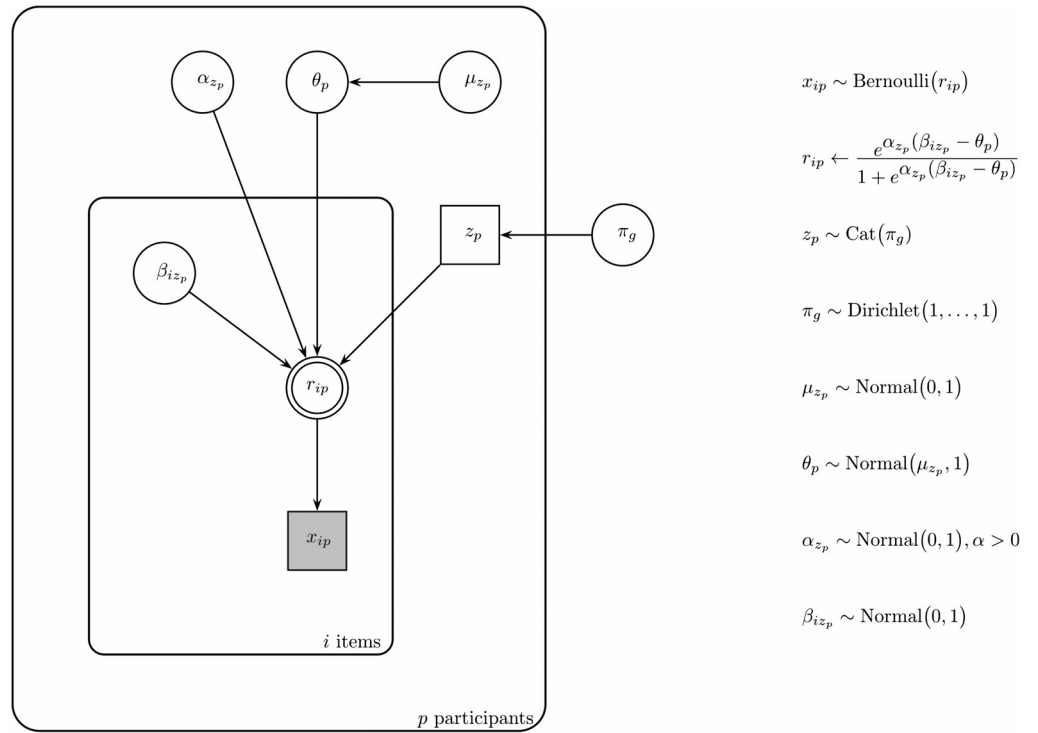 α_{z_p} θ_p μ_{z_p}
β_{iz_p} z_p π_g
r_{ip}
x_{ip}
i items
p participants
x_{ip} ∼ Bernoulli(r_{ip})
r_{ip} ← \frac{e^{α_{z_p}(β_{iz_p} − θ_p)}}{1 + e^{α_{z_p}(β_{iz_p} − θ_p)}}
z_p ∼ Cat(π_g)
π_g ∼ Dirichlet(1, . . . , 1)
μ_{z_p} ∼ Normal(0, 1)
θ_p ∼ Normal(μ_{z_p}, 1)
α_{z_p} ∼ Normal(0, 1), α > 0
β_{iz_p} ∼ Normal(0, 1)